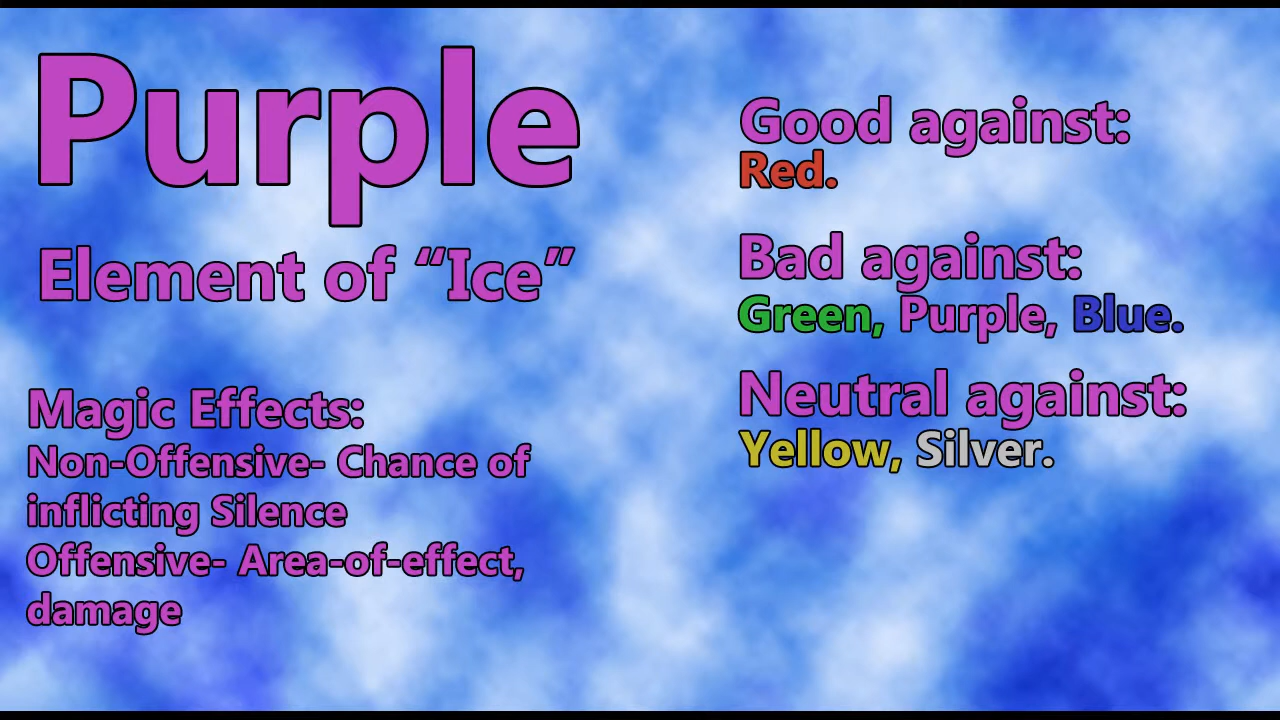 Purple
Element of “Ice”
Magic Effects:
Non-Offensive- Chance of
inflicting Silence
Offensive- Area-of-effect,
damage
Good against:
Red.
Bad against:
Green, Purple, Blue.
Neutral against:
Yellow, Silver.